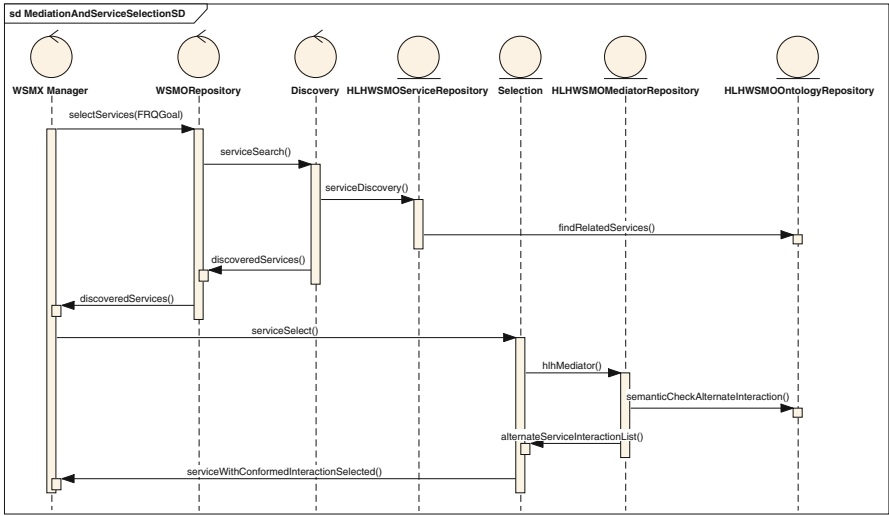 sd MediationAndServiceSelectionSD
WSMX Manager
WSMORepository
Discovery
HLHWSMOServiceRepository
Selection
HLHWSMOMediatorRepository
HLHWSMOOntologyRepository
selectServices(FRQGoal)
serviceSearch()
serviceDiscovery()
findRelatedServices()
discoveredServices()
discoveredServices()
serviceSelect()
hlhMediator()
semanticCheckAlternateInteraction()
alternateServiceInteractionList()
serviceWithConformedInteractionSelected()